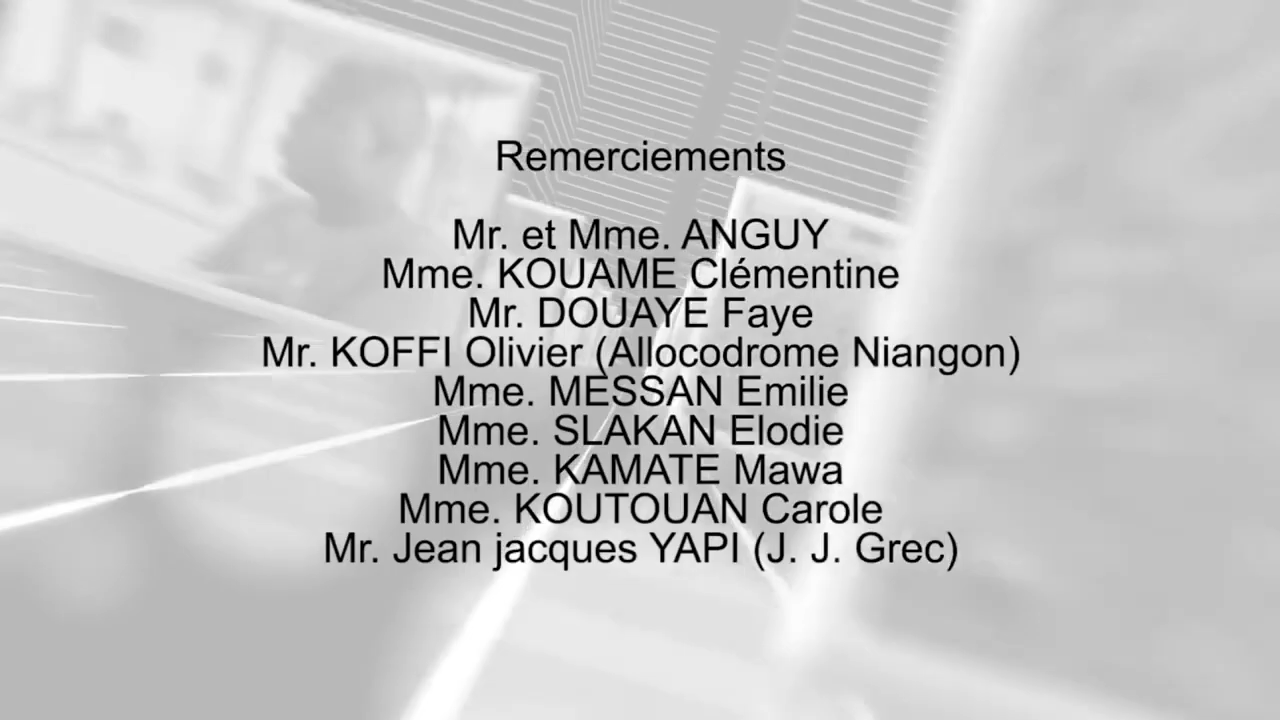 Remerciements
Mr. et Mme. ANGUY
Mme. KOUAME Clémentine
Mr. DOUAYE Faye
Mr. KOFFI Olivier (Allocodrome Niangon)
Mme. MESSAN Emilie
Mme. SLAKAN Elodie
Mme. KAMATE Mawa
Mme. KOUTOUAN Carole
Mr. Jean jacques YAPI (J. J. Grec)